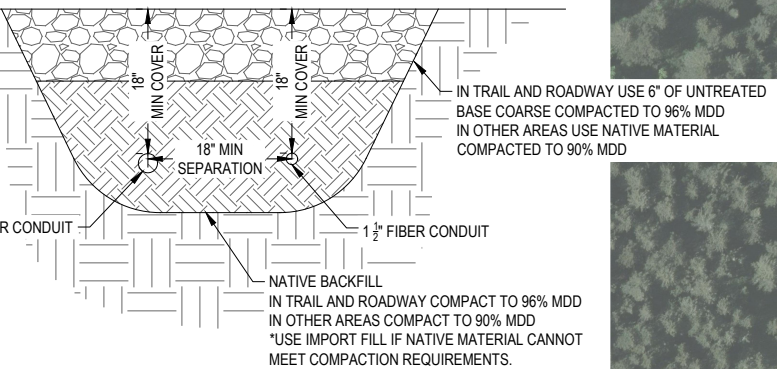 18"
MIN COVER
18"
MIN COVER
IN TRAIL AND ROADWAY USE 6" OF UNTREATED
BASE COARSE COMPACTED TO 96% MDD
IN OTHER AREAS USE NATIVE MATERIAL
COMPACTED TO 90% MDD
18" MIN
SEPARATION
R CONDUIT
1 1/2" FIBER CONDUIT
NATIVE BACKFILL
IN TRAIL AND ROADWAY COMPACT TO 96% MDD
IN OTHER AREAS COMPACT TO 90% MDD
*USE IMPORT FILL IF NATIVE MATERIAL CANNOT
MEET COMPACTION REQUIREMENTS.